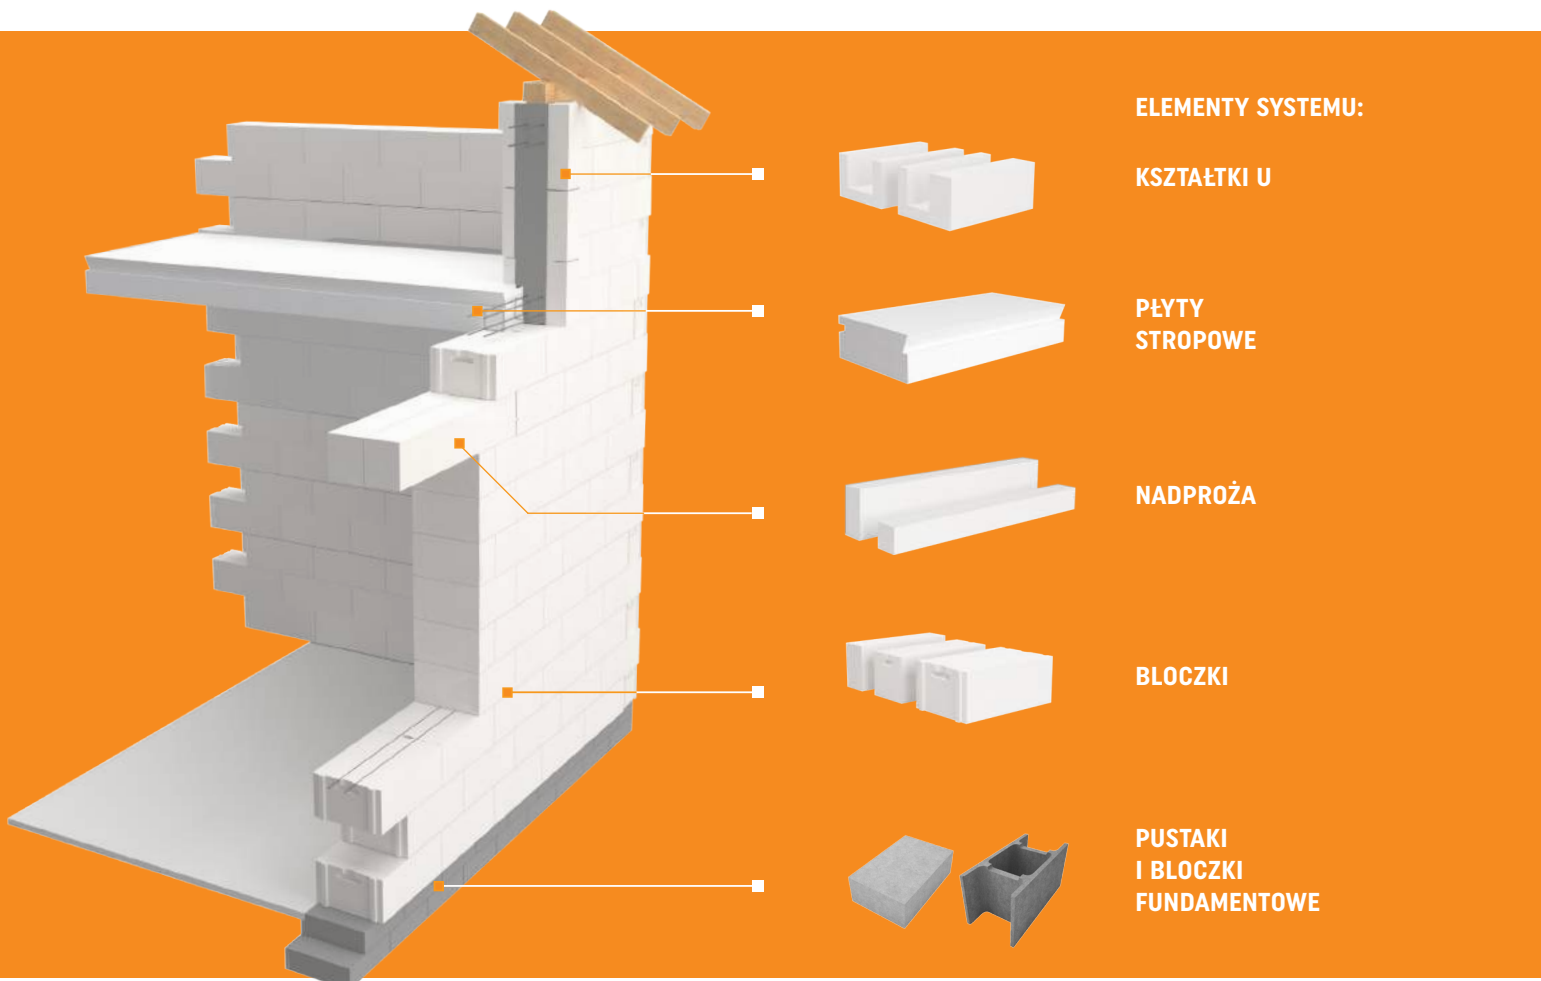 ELEMENTY SYSTEMU:
KSZTAŁTKI U
PŁYTY
STROPOWE
NADPROŻA
BLOCZKI
PUSTAKI
I BLOCZKI
FUNDAMENTOWE